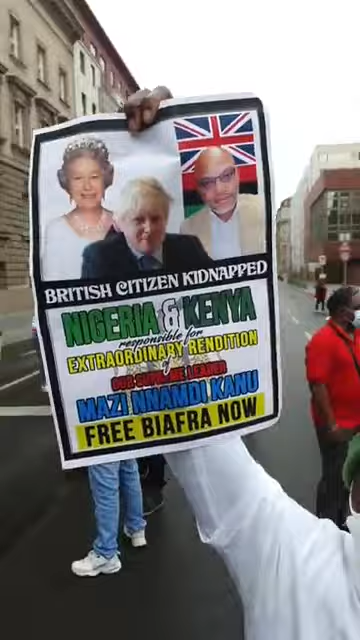 BRITISH CITIZEN KIDNAPPED
NIGERIA & KENYA
responsible for
EXTRAORDINARY RENDITION
of
OUR SUPREME LEADER
MAZI NNAMDI KANU
FREE BIAFRA NOW